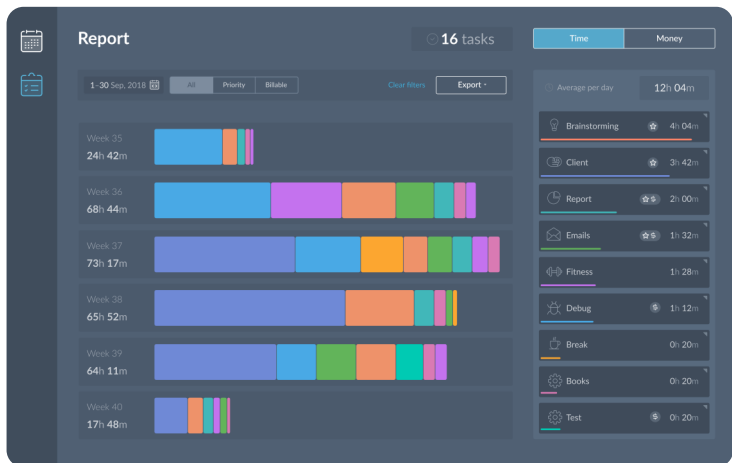 Report
16 tasks
Time
Money
1-30 Sep, 2018
All
Priority
Billable
Clear filters
Export
Average per day
12h 04m
Week 35
24h 42m
Week 36
68h 44m
Week 37
73h 17m
Week 38
65h 52m
Week 39
64h 11m
Week 40
17h 48m
Brainstorming 4h 04m
Client 3h 42m
Report $ 2h 00m
Emails $ 1h 32m
Fitness 1h 28m
Debug $ 1h 12m
Break 0h 20m
Books 0h 20m
Test $ 0h 20m